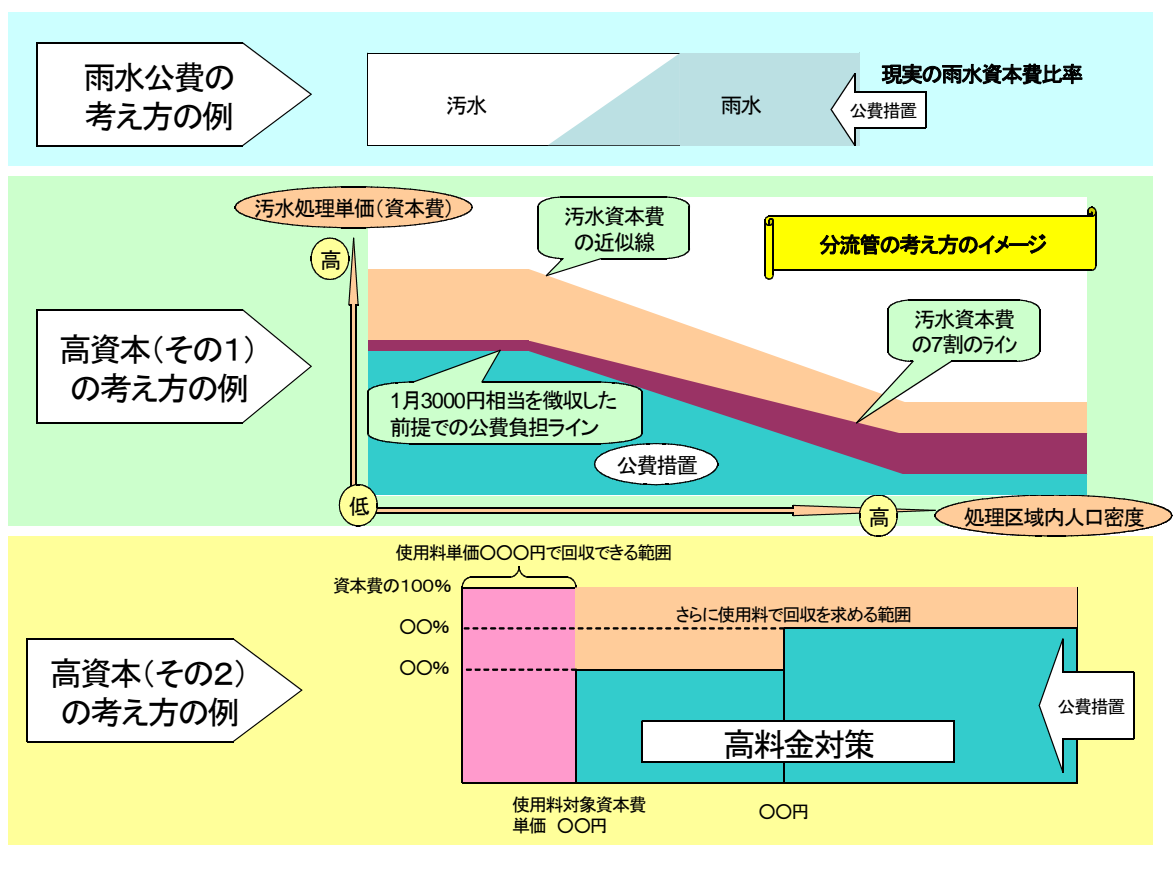 雨水公費の
考え方の例
汚水
雨水
現実の雨水資本費比率
公費措置
汚水処理単価（資本費）
高
汚水資本費
の近似線
分流管の考え方のイメージ
汚水資本費
の7割のライン
高資本（その１）
の考え方の例
1月3000円相当を徴収した
前提での公費負担ライン
公費措置
低
高
処理区域内人口密度
使用料単価〇〇〇円で回収できる範囲
資本費の１００％
さらに使用料で回収を求める範囲
〇〇％
〇〇％
高資本（その２）
の考え方の例
公費措置
高料金対策
使用料対象資本費
単価　〇〇円
〇〇円